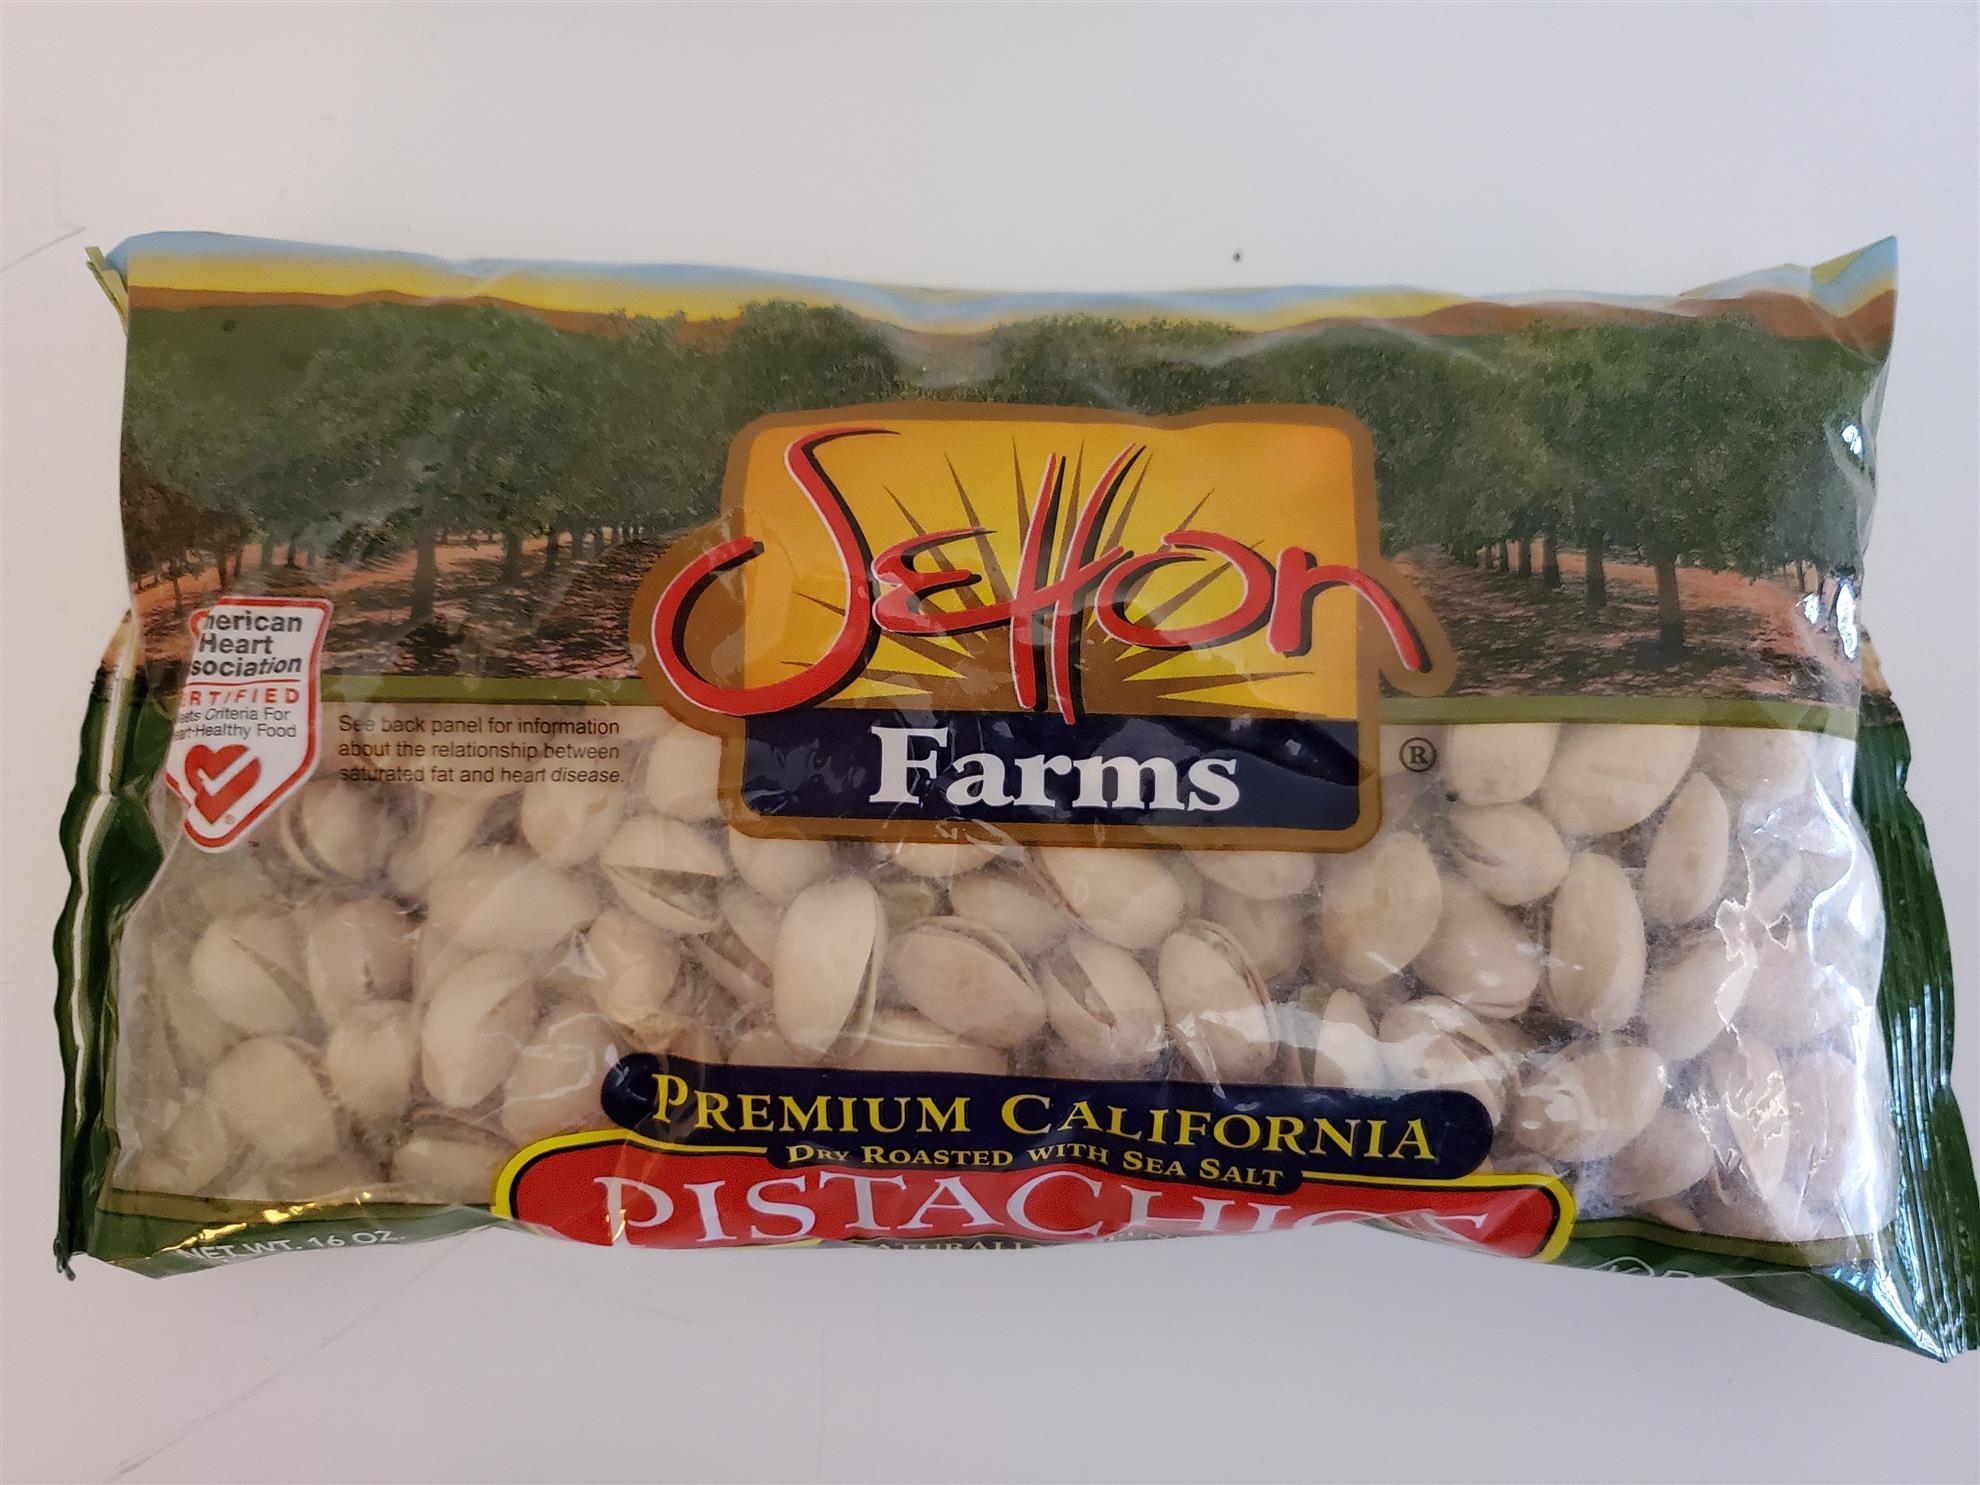 Setton
Farms
®
American
Heart
Association
CERTIFIED
Meets Criteria For
Heart-Healthy Food
®
See back panel for information
about the relationship between
saturated fat and heart disease.
PREMIUM CALIFORNIA
DRY ROASTED WITH SEA SALT
PISTACHIOS
NET WT. 16 OZ.